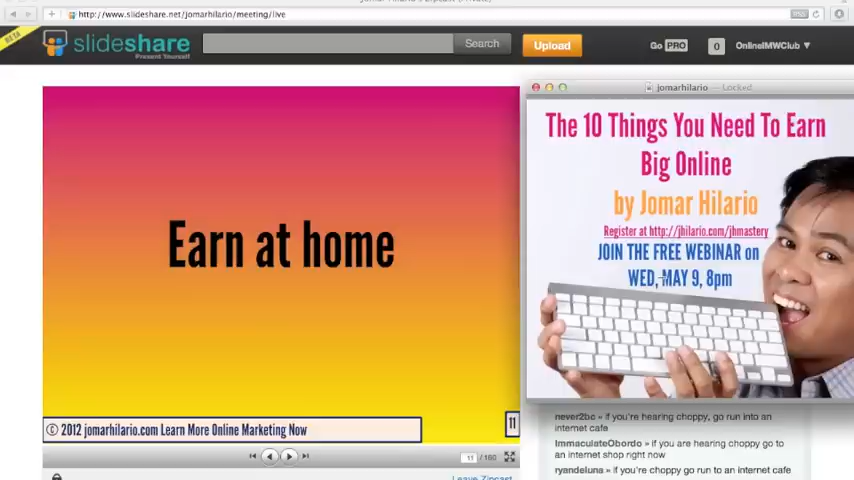 http://www.slideshare.net/jomarhilario/meeting/live
BETA
slideshare
Present Yourself
Search
Upload
Go PRO
0
OnlineIMWClub ▼
jomarhilario — Locked
The 10 Things You Need To Earn
Big Online
by Jomar Hilario
Register at http://jhilario.com/jhmastery
JOIN THE FREE WEBINAR on
WED, MAY 9, 8pm
Earn at home
© 2012 jomarhilario.com Learn More Online Marketing Now
11
11 / 180
Leave Zipcast
never2bc » if you're hearing choppy, go run into an
internet cafe
ImmaculateObordo » if you are hearing choppy go to
an internet shop right now
ryandeluna » if you're choppy go run to an internet cafe